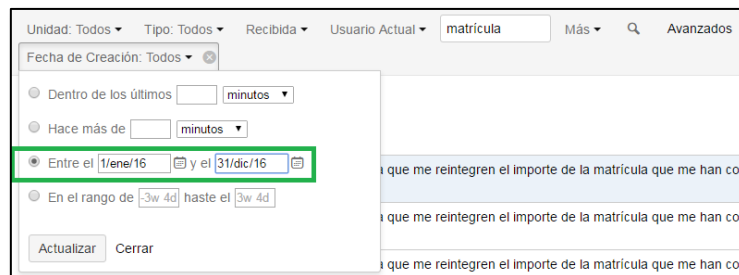 Unidad: Todos Tipo: Todos Recibida Usuario Actual matrícula Más Avanzados
Fecha de Creación: Todos
Dentro de los últimos minutos
Hace más de minutos
Entre el 1/ene/16 y el 31/dic/16
que me reintegren el importe de la matrícula que me han co
En el rango de -3w 4d haste el 3w 4d
a que me reintegren el importe de la matrícula que me han co
Actualizar Cerrar
que me reintegren el importe de la matrícula que me han co